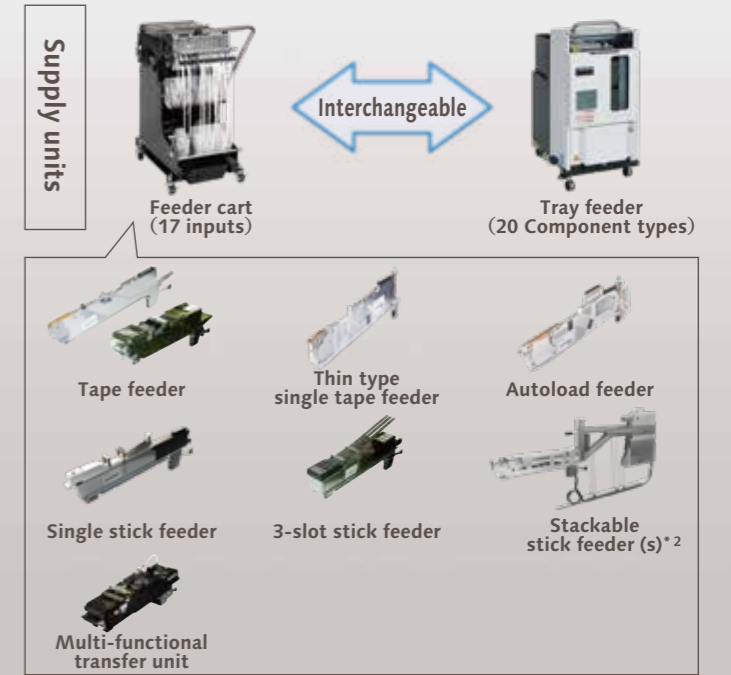 Supply units
Interchangeable
Feeder cart
(17 inputs)
Tray feeder
(20 Component types)
Tape feeder
Thin type
single tape feeder
Autoload feeder
Single stick feeder
3-slot stick feeder
Stackable
stick feeder (s)*2
Multi-functional
transfer unit